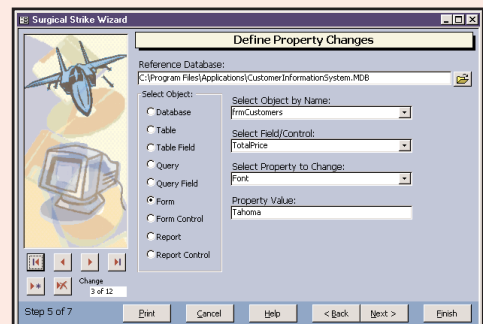 Surgical Strike Wizard
Define Property Changes
Reference Database:
C:\Program Files\Applications\CustomerInformationSystem.MDB
Select Object:
Database
Table
Table Field
Query
Query Field
Form
Form Control
Report
Report Control
Select Object by Name:
frmCustomers
Select Field/Control:
TotalPrice
Select Property to Change:
Font
Property Value:
Tahoma
Change
3 of 12
Step 5 of 7
Print
Cancel
Help
< Back
Next >
Finish